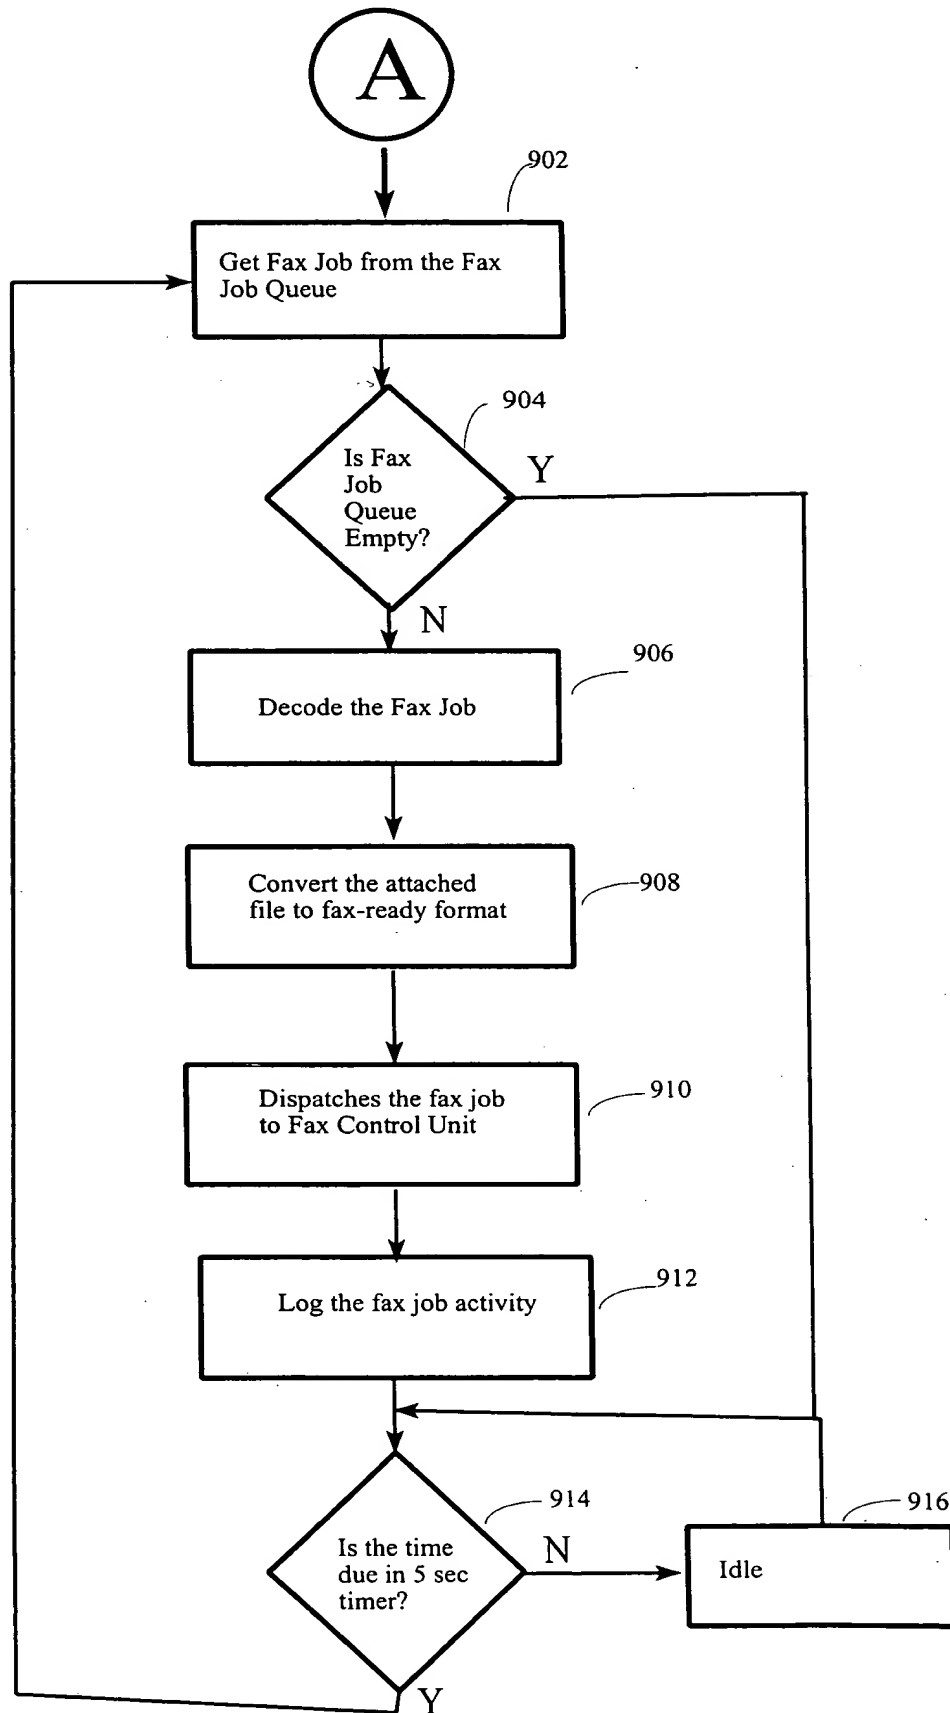 A
902
Get Fax Job from the Fax
Job Queue
904
Is Fax
Job
Queue
Empty?
Y
N
906
Decode the Fax Job
908
Convert the attached
file to fax-ready format
910
Dispatches the fax job
to Fax Control Unit
912
Log the fax job activity
914
Is the time
due in 5 sec
timer?
N
916
Idle
Y